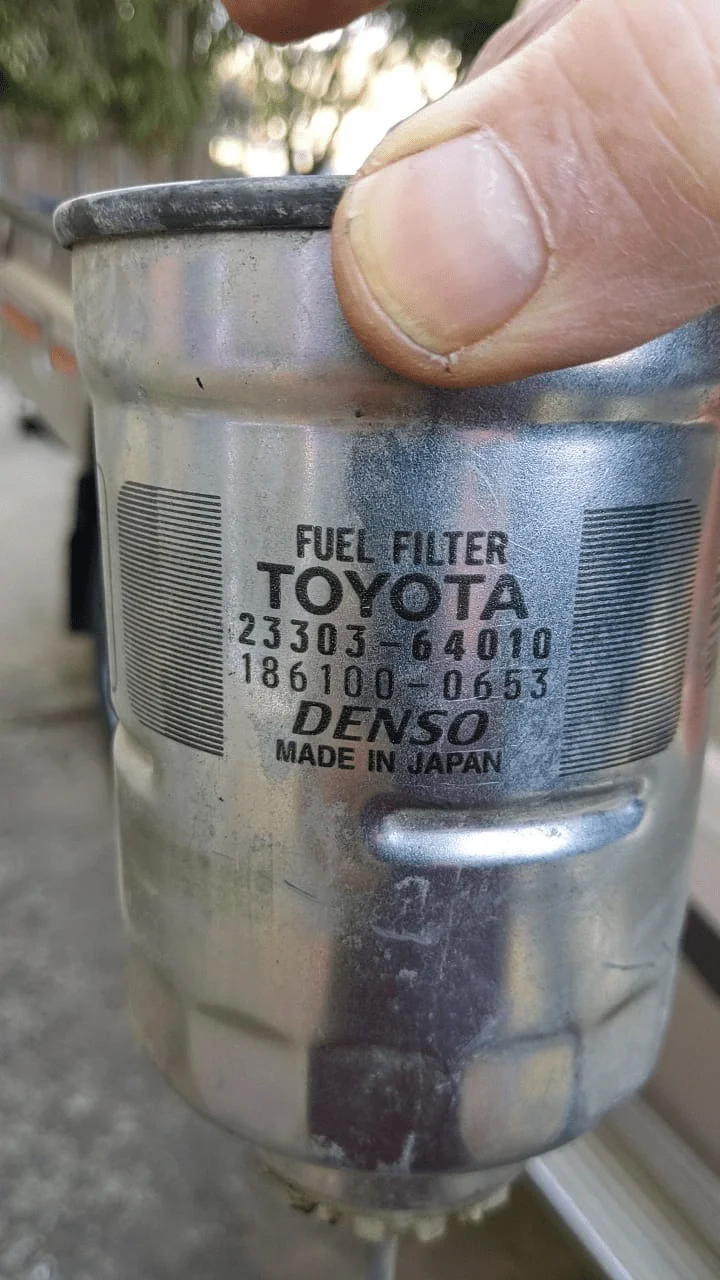 FUEL FILTER
TOYOTA
23303-64010
186100-0653
DENSO
MADE IN JAPAN